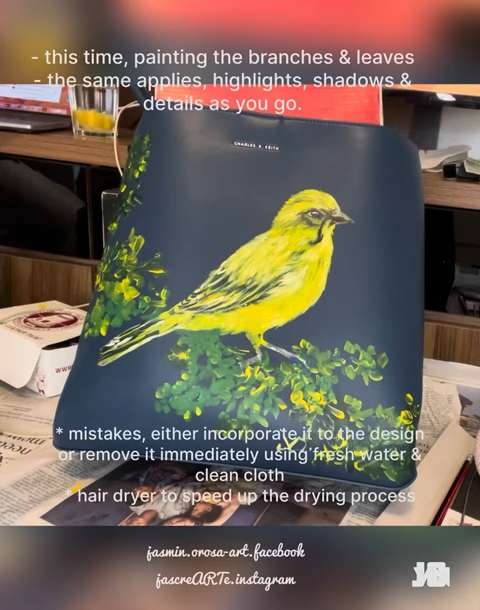 - this time, painting the branches & leaves
- the same applies, highlights, shadows &
details as you go.
CHARLES & KEITH
www
* mistakes, either incorporate it to the design
or remove it immediately using fresh water &
clean cloth
* hair dryer to speed up the drying process
jasmin.orosa-art.facebook
jascreARTe.instagram